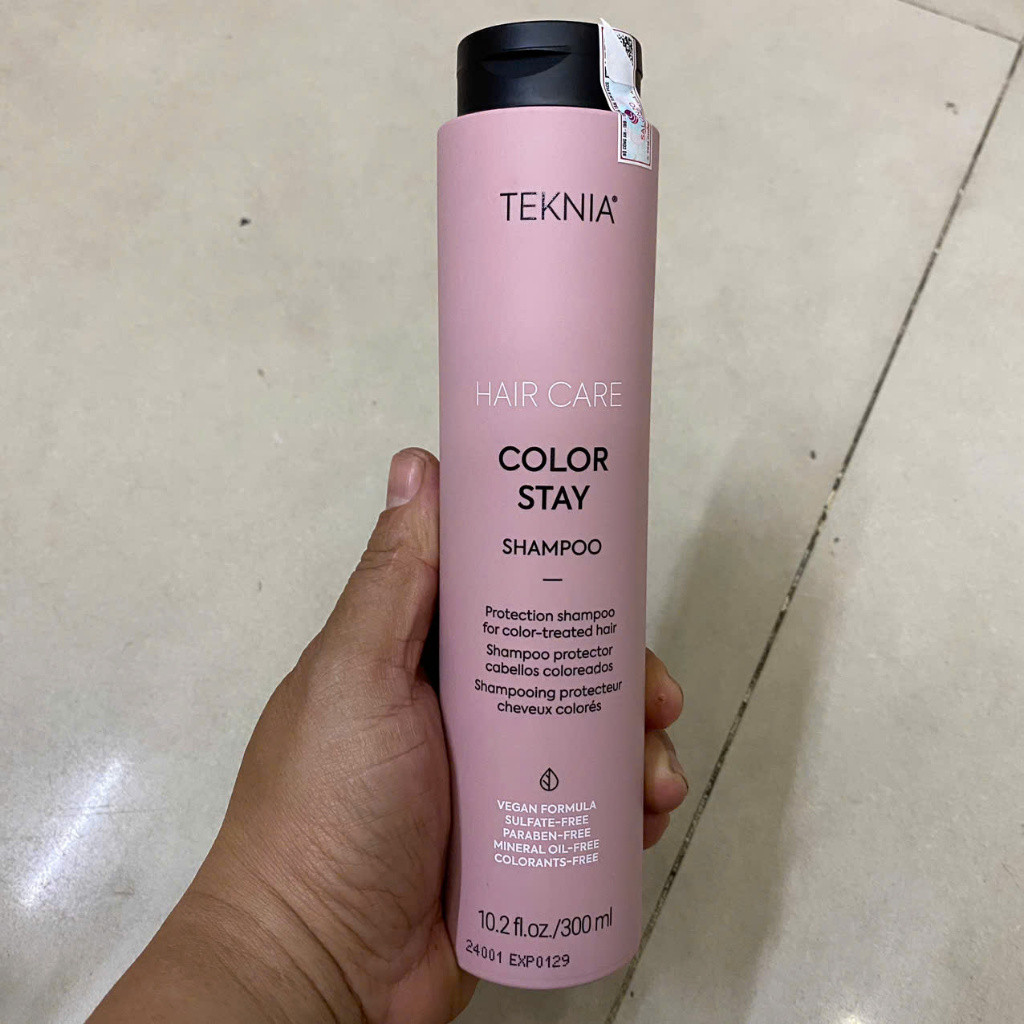 TEKNIA®
HAIR CARE
COLOR
STAY
SHAMPOO
Protection shampoo
for color-treated hair
Shampoo protector
cabellos coloreados
Shampooing protecteur
cheveux colorés
VEGAN FORMULA
SULFATE-FREE
PARABEN-FREE
MINERAL OIL-FREE
COLORANTS-FREE
10.2 fl.oz./300 ml
24001 EXP0129